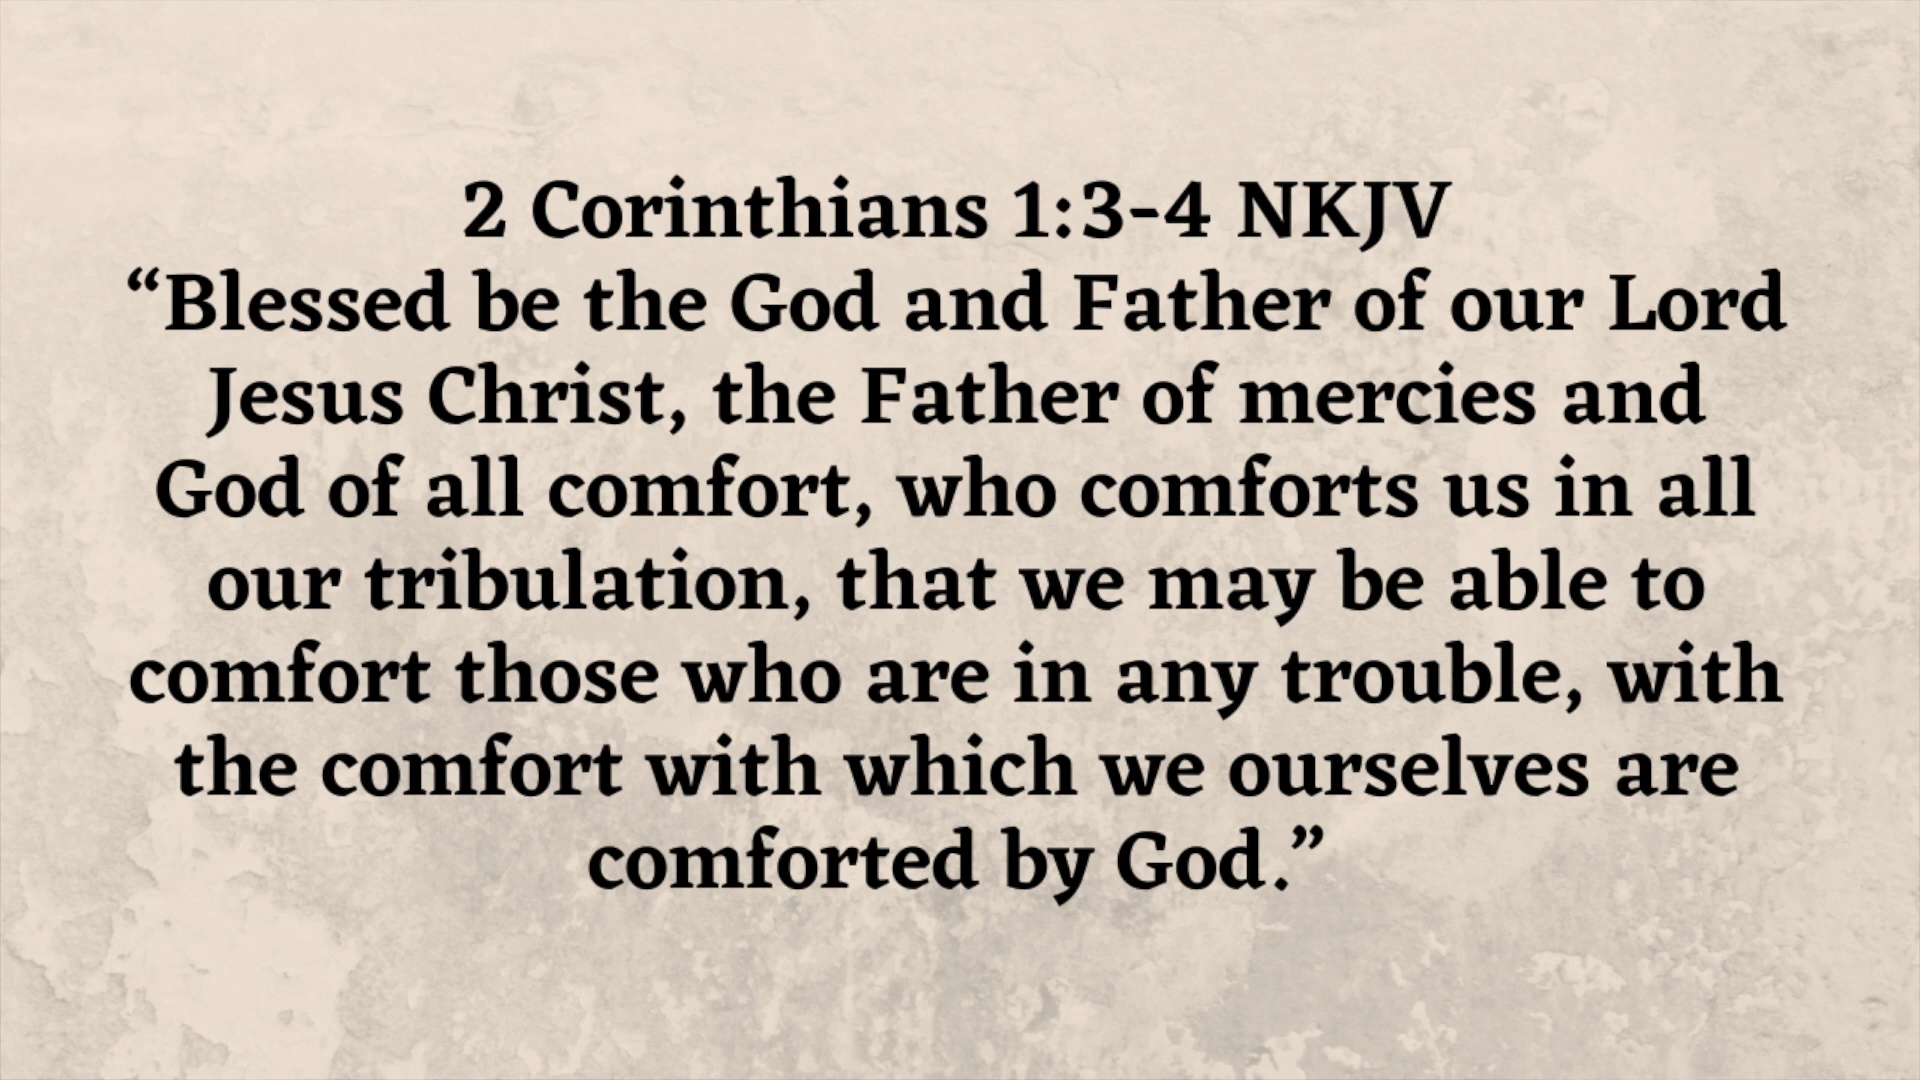 2 Corinthians 1:3-4 NKJV
“Blessed be the God and Father of our Lord
Jesus Christ, the Father of mercies and
God of all comfort, who comforts us in all
our tribulation, that we may be able to
comfort those who are in any trouble, with
the comfort with which we ourselves are
comforted by God.”